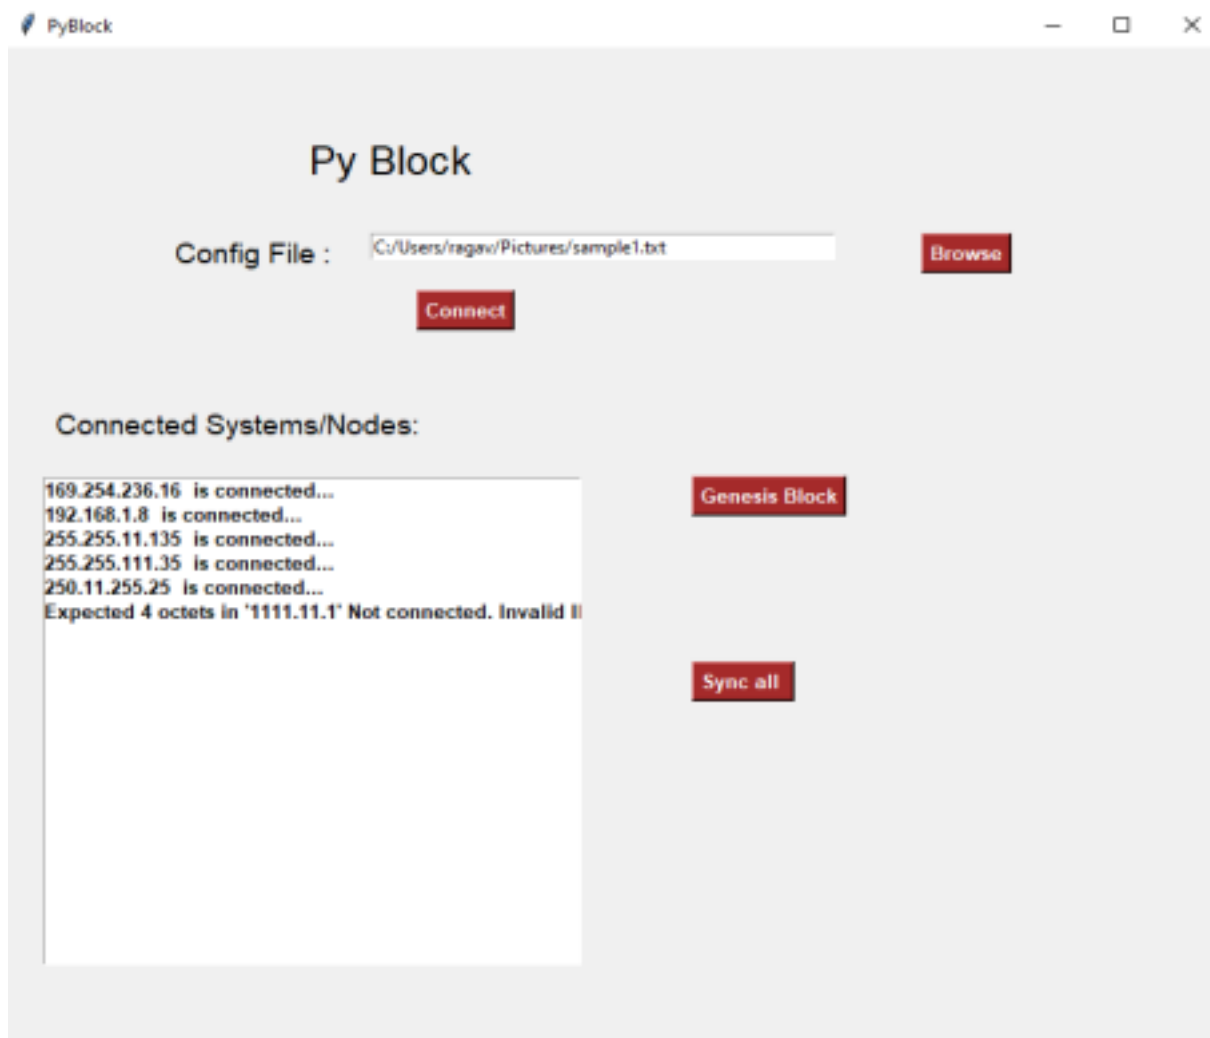 PyBlock
Py Block
Config File :
C:/Users/ragav/Pictures/sample1.txt
Browse
Connect
Connected Systems/Nodes:
169.254.236.16 is connected...
192.168.1.8 is connected...
255.255.11.135 is connected...
255.255.111.35 is connected...
250.11.255.25 is connected...
Expected 4 octets in '1111.11.1' Not connected. Invalid
Genesis Block
Sync all